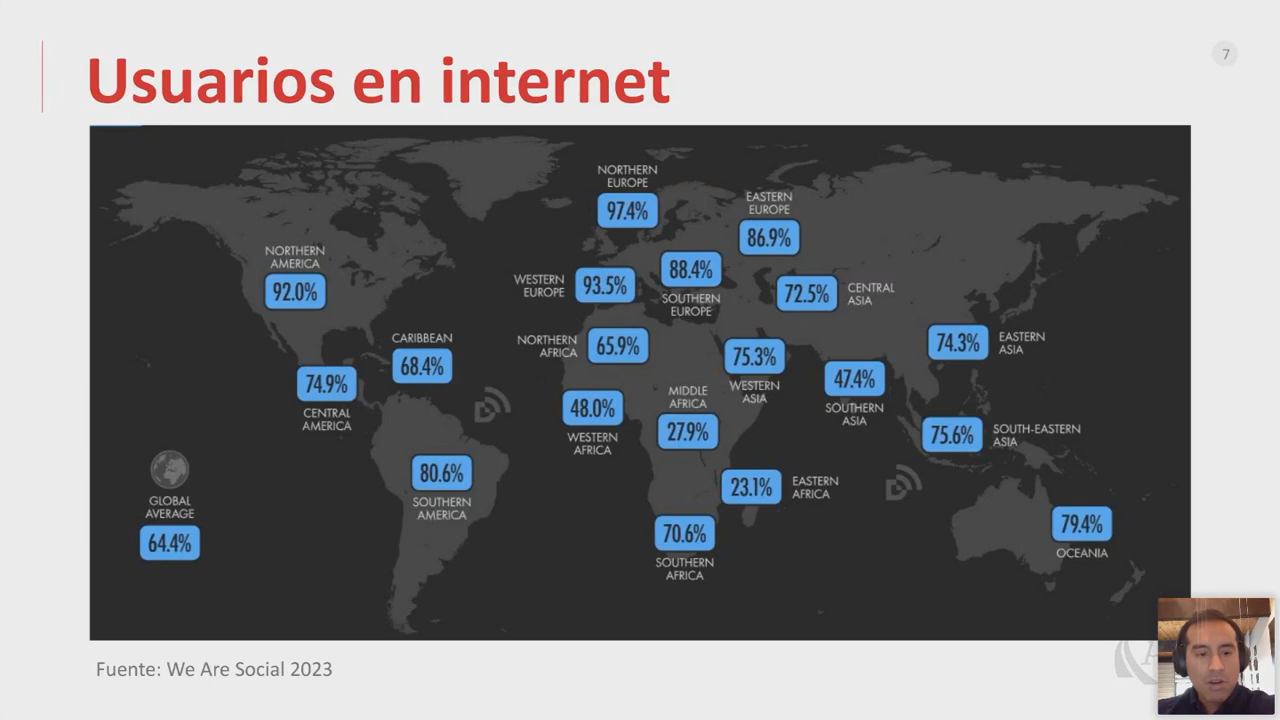 7
Usuarios en internet
NORTHERN
EUROPE
97.4%
EASTERN
EUROPE
86.9%
NORTHERN
AMERICA
92.0%
WESTERN
EUROPE
93.5%
88.4%
SOUTHERN
EUROPE
72.5%
CENTRAL
ASIA
CARIBBEAN
68.4%
NORTHERN
AFRICA
65.9%
75.3%
WESTERN
ASIA
74.3%
EASTERN
ASIA
74.9%
CENTRAL
AMERICA
48.0%
WESTERN
AFRICA
MIDDLE
AFRICA
27.9%
47.4%
SOUTHERN
ASIA
75.6%
SOUTH-EASTERN
ASIA
80.6%
SOUTHERN
AMERICA
23.1%
EASTERN
AFRICA
GLOBAL
AVERAGE
64.4%
70.6%
SOUTHERN
AFRICA
79.4%
OCEANIA
Fuente: We Are Social 2023